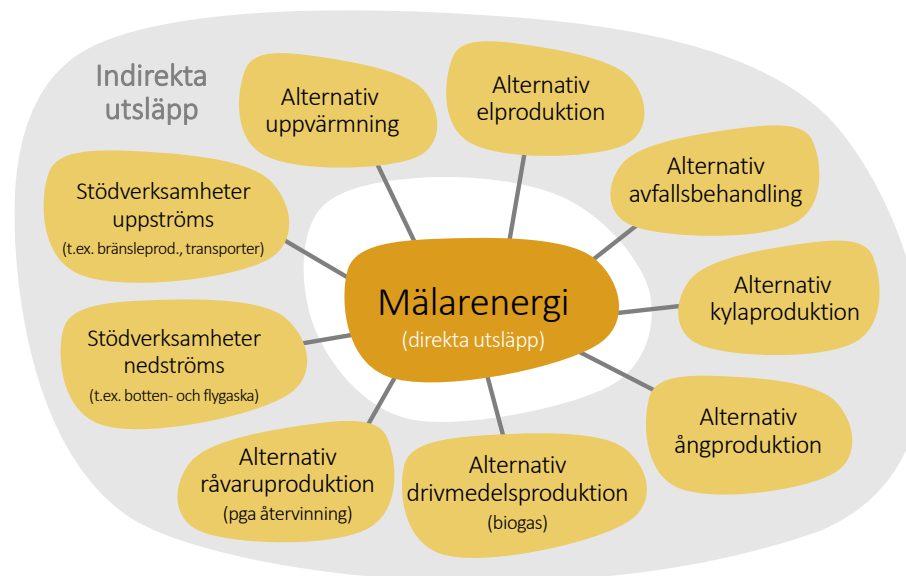 Indirekta
utsläpp
Alternativ
uppvärmning
Alternativ
elproduktion
Alternativ
avfallsbehandling
Stödverksamheter
uppströms
(t.ex. bränsleprod., transporter)
Mälarenergi
(direkta utsläpp)
Alternativ
kylaproduktion
Stödverksamheter
nedströms
(t.ex. botten- och flygaska)
Alternativ
ångproduktion
Alternativ
råvaruproduktion
(pga återvinning)
Alternativ
drivmedelsproduktion
(biogas)